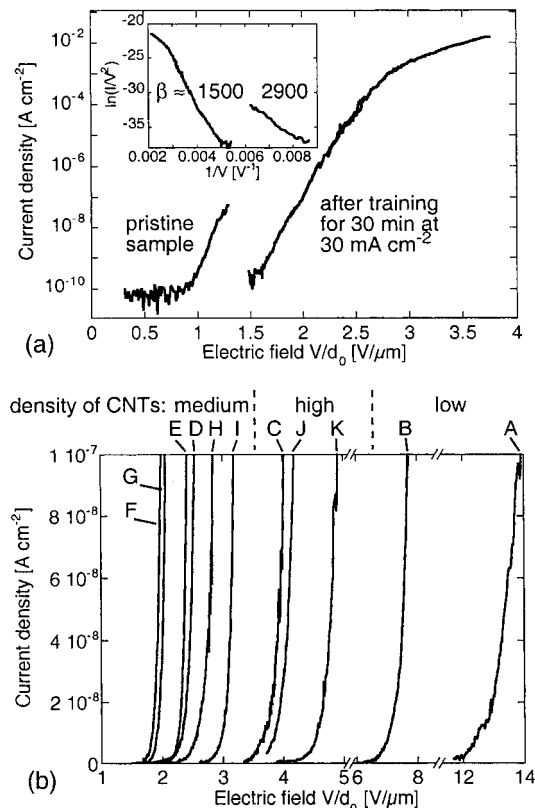 10⁻²
10⁻⁴
10⁻⁶
10⁻⁸
10⁻¹⁰
Current density [A cm⁻²]
-20
-25
-30
-35
ln(I/V²)
β ≈ 1500 2900
0.002 0.004 0.006 0.008
1/V [V⁻¹]
pristine
sample
after training
for 30 min at
30 mA cm⁻²
0 0.5 1 1.5 2 2.5 3 3.5 4
(a) Electric field V/d₀ [V/μm]
density of CNTs: medium high low
E D H I C J K B A
G
F
1 10⁻⁷
8 10⁻⁸
6 10⁻⁸
4 10⁻⁸
2 10⁻⁸
0
Current density [A cm⁻²]
1 2 3 4 5 6 8 12 14
(b) Electric field V/d₀ [V/μm]